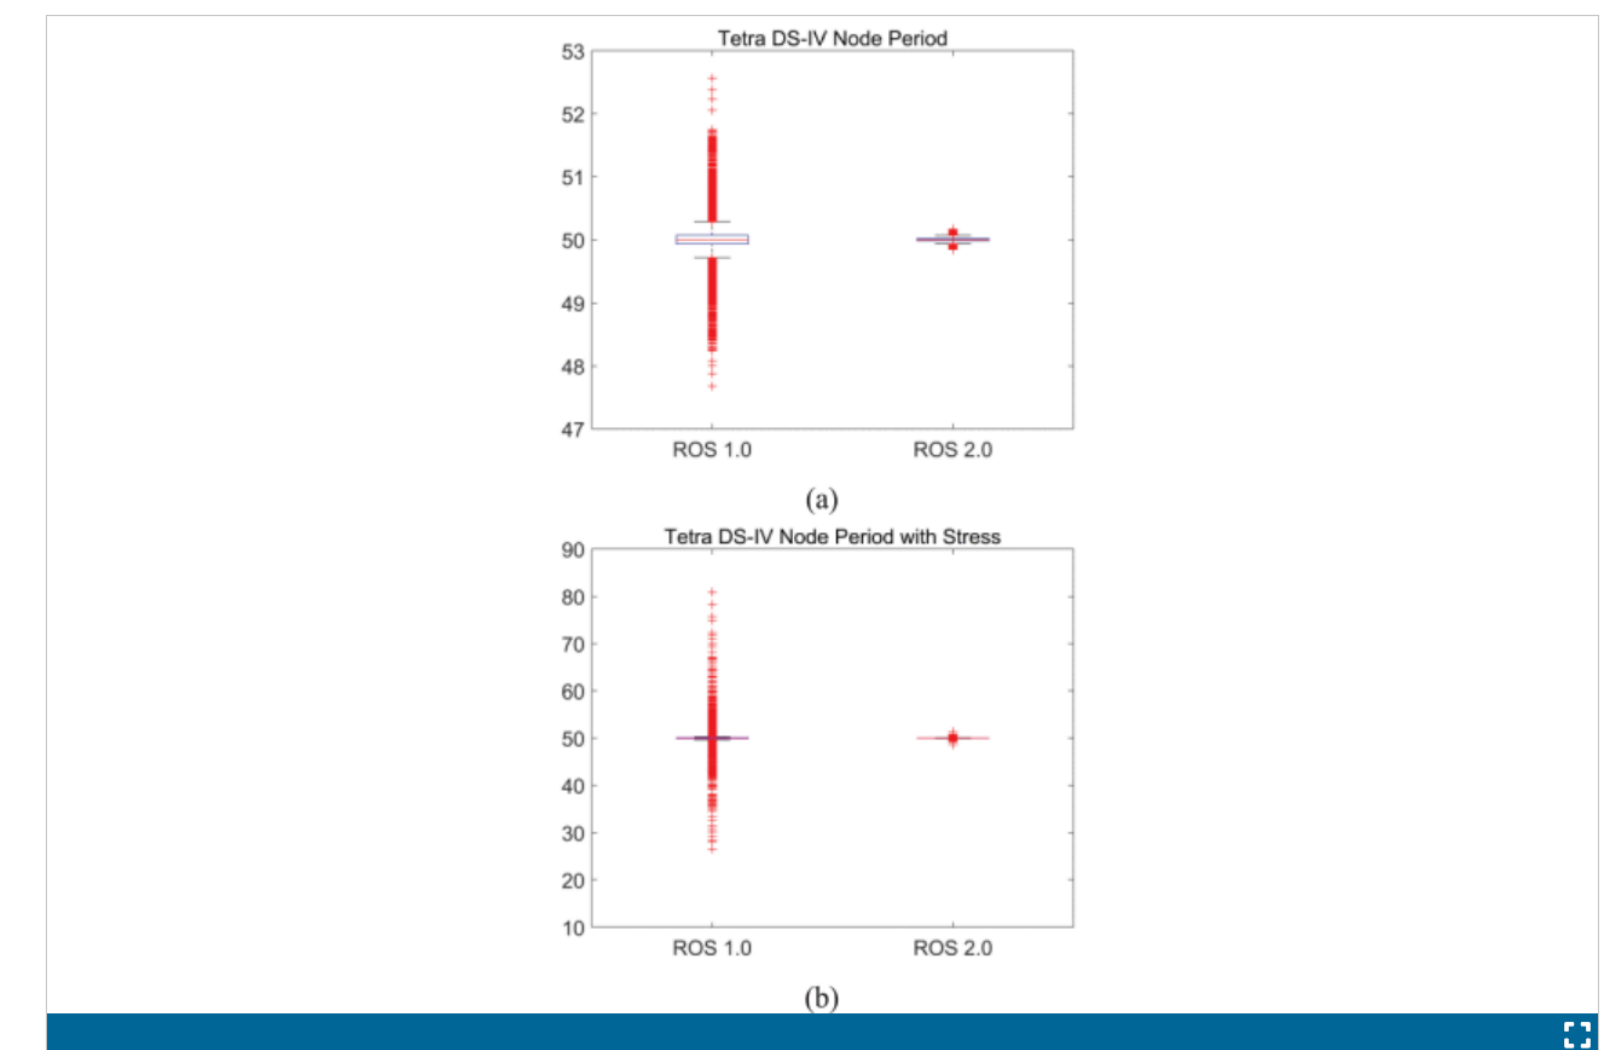 Tetra DS-IV Node Period
53
52
51
50
49
48
47
ROS 1.0 ROS 2.0
(a)
Tetra DS-IV Node Period with Stress
90
80
70
60
50
40
30
20
10
ROS 1.0 ROS 2.0
(b)